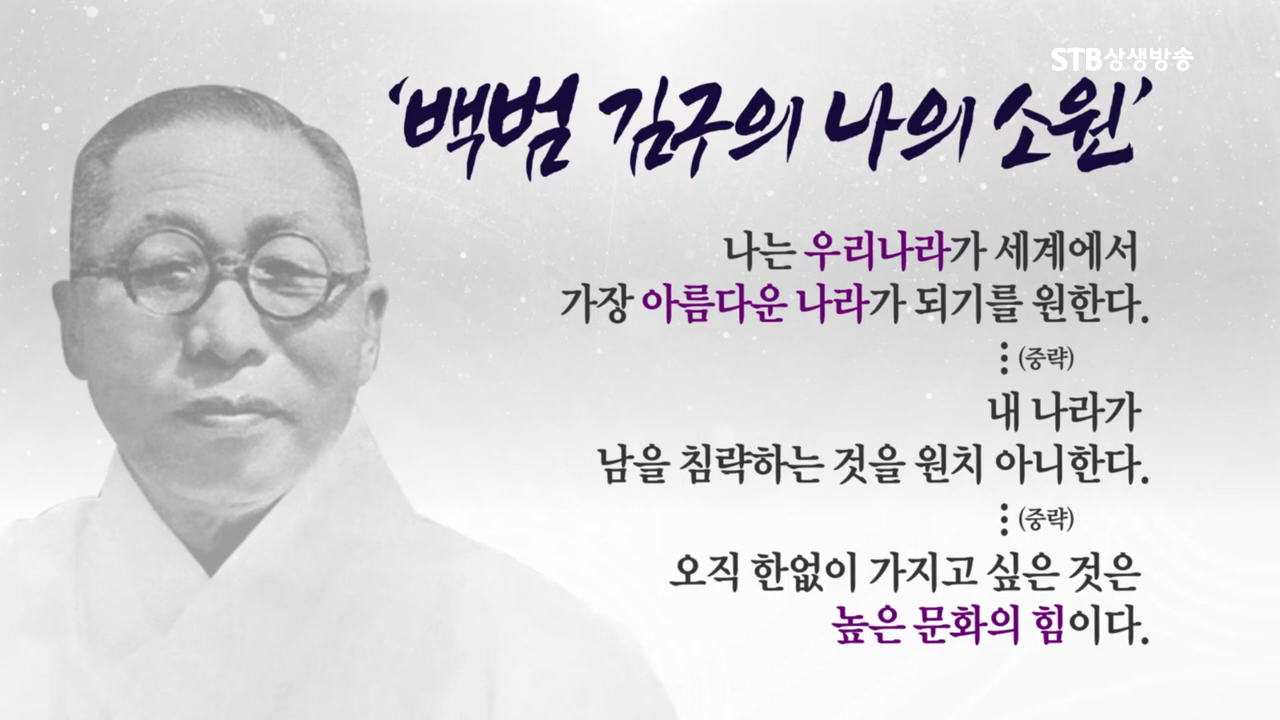 STB상생방송
‘백범 김구의 나의 소원’
나는 우리나라가 세계에서
가장 아름다운 나라가 되기를 원한다.
⋮ (중략)
내 나라가
남을 침략하는 것을 원치 아니한다.
⋮ (중략)
오직 한없이 가지고 싶은 것은
높은 문화의 힘이다.